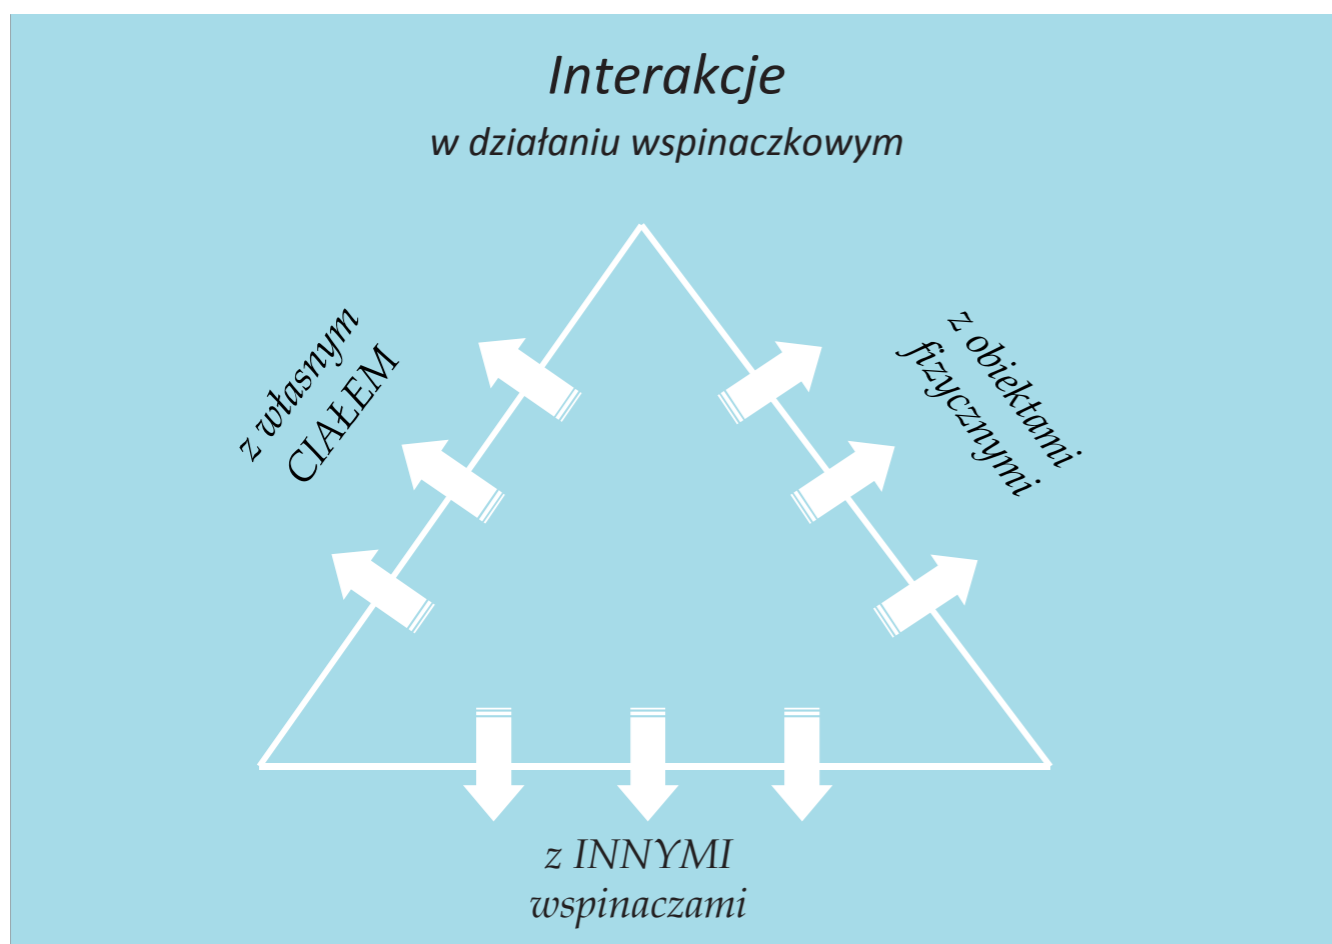 Interakcje
w działaniu wspinaczkowym
z własnym
CIAŁEM
z obiektami
fizycznymi
z INNYMI
wspinaczami